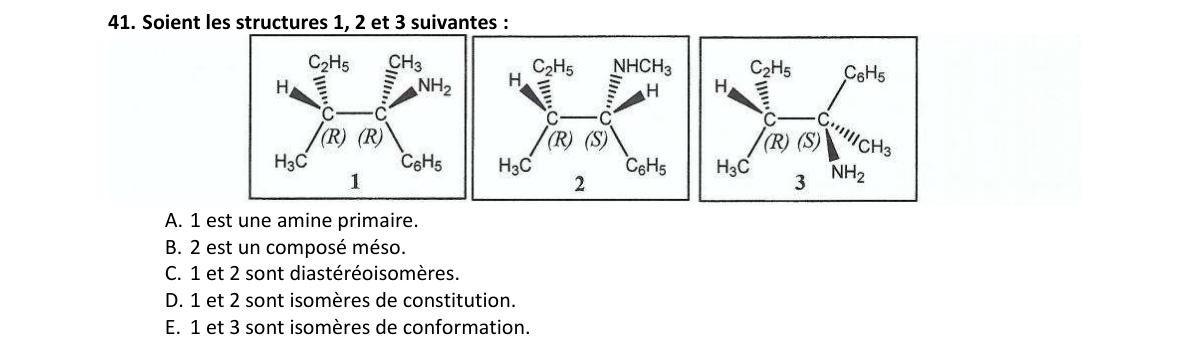 41. Soient les structures 1, 2 et 3 suivantes :
C₂H₅ CH₃ H NH₂ C C (R) (R) H₃C C₆H₅ 1
C₂H₅ NHCH₃ H H C C (R) (S) H₃C C₆H₅ 2
C₂H₅ C₆H₅ H C C (R) (S) CH₃ H₃C NH₂ 3
A. 1 est une amine primaire.
B. 2 est un composé méso.
C. 1 et 2 sont diastéréoisomères.
D. 1 et 2 sont isomères de constitution.
E. 1 et 3 sont isomères de conformation.